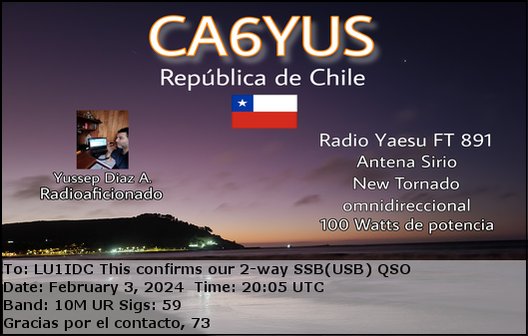 CA6YUS
República de Chile
Radio Yaesu FT 891
Antena Sirio
New Tornado
omnidireccional
100 Watts de potencia
Yussep Diaz A.
Radioaficionado
To: LU1IDC This confirms our 2-way SSB(USB) QSO
Date: February 3, 2024 Time: 20:05 UTC
Band: 10M UR Sigs: 59
Gracias por el contacto, 73